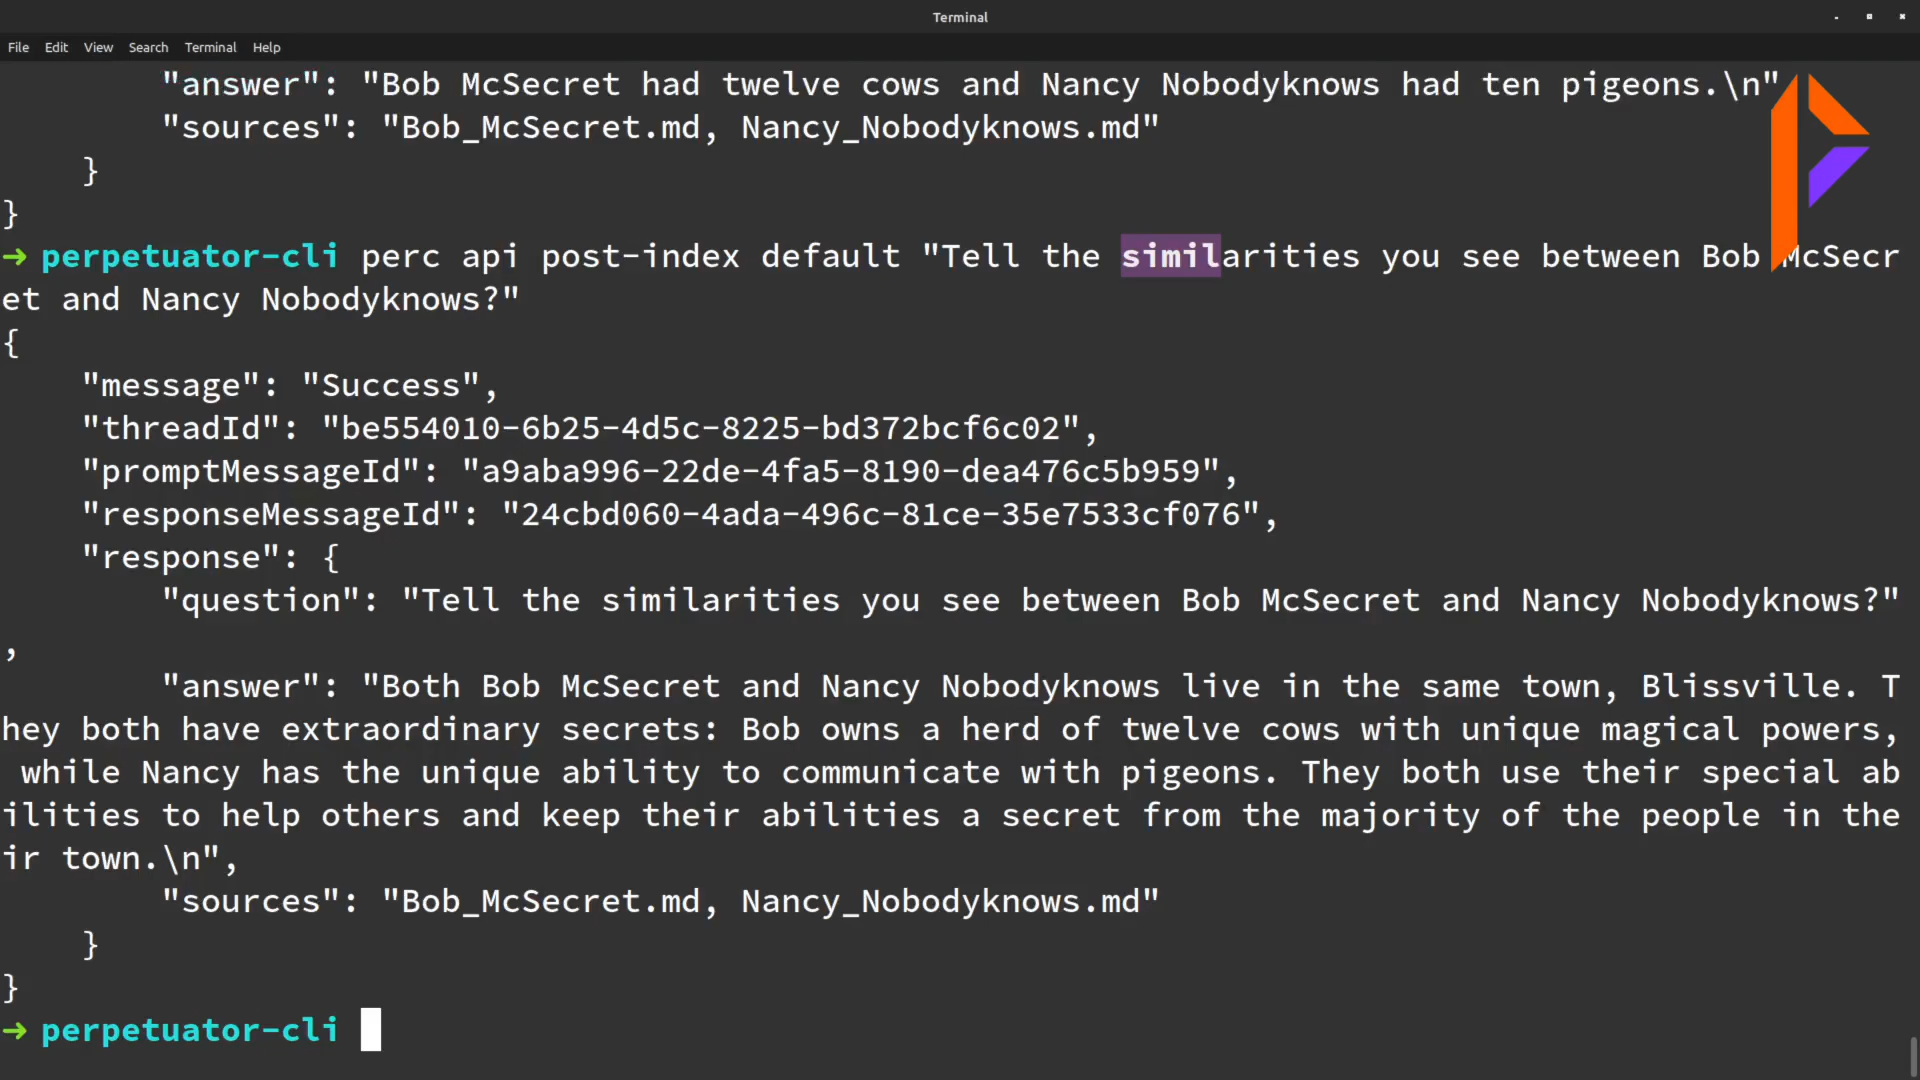 Terminal
File Edit View Search Terminal Help
"answer": "Bob McSecret had twelve cows and Nancy Nobodyknows had ten pigeons.\n"
"sources": "Bob_McSecret.md, Nancy_Nobodyknows.md"
}
}
➜ perpetuator-cli perc api post-index default "Tell the similarities you see between Bob McSecr
et and Nancy Nobodyknows?"
{
"message": "Success",
"threadId": "be554010-6b25-4d5c-8225-bd372bcf6c02",
"promptMessageId": "a9aba996-22de-4fa5-8190-dea476c5b959",
"responseMessageId": "24cbd060-4ada-496c-81ce-35e7533cf076",
"response": {
"question": "Tell the similarities you see between Bob McSecret and Nancy Nobodyknows?"
,
"answer": "Both Bob McSecret and Nancy Nobodyknows live in the same town, Blissville. T
hey both have extraordinary secrets: Bob owns a herd of twelve cows with unique magical powers,
while Nancy has the unique ability to communicate with pigeons. They both use their special ab
ilities to help others and keep their abilities a secret from the majority of the people in the
ir town.\n",
"sources": "Bob_McSecret.md, Nancy_Nobodyknows.md"
}
}
➜ perpetuator-cli